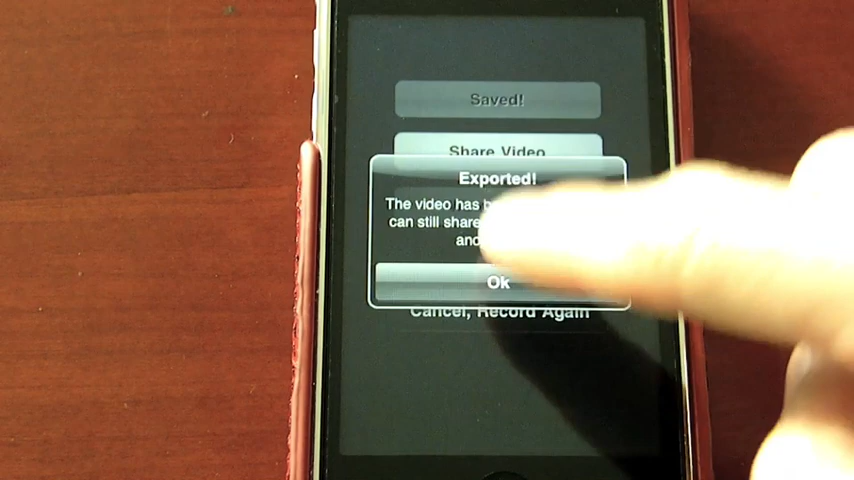 Saved!
Share Video
Exported!
The video has
can still share
and
Ok
Cancel, Record Again